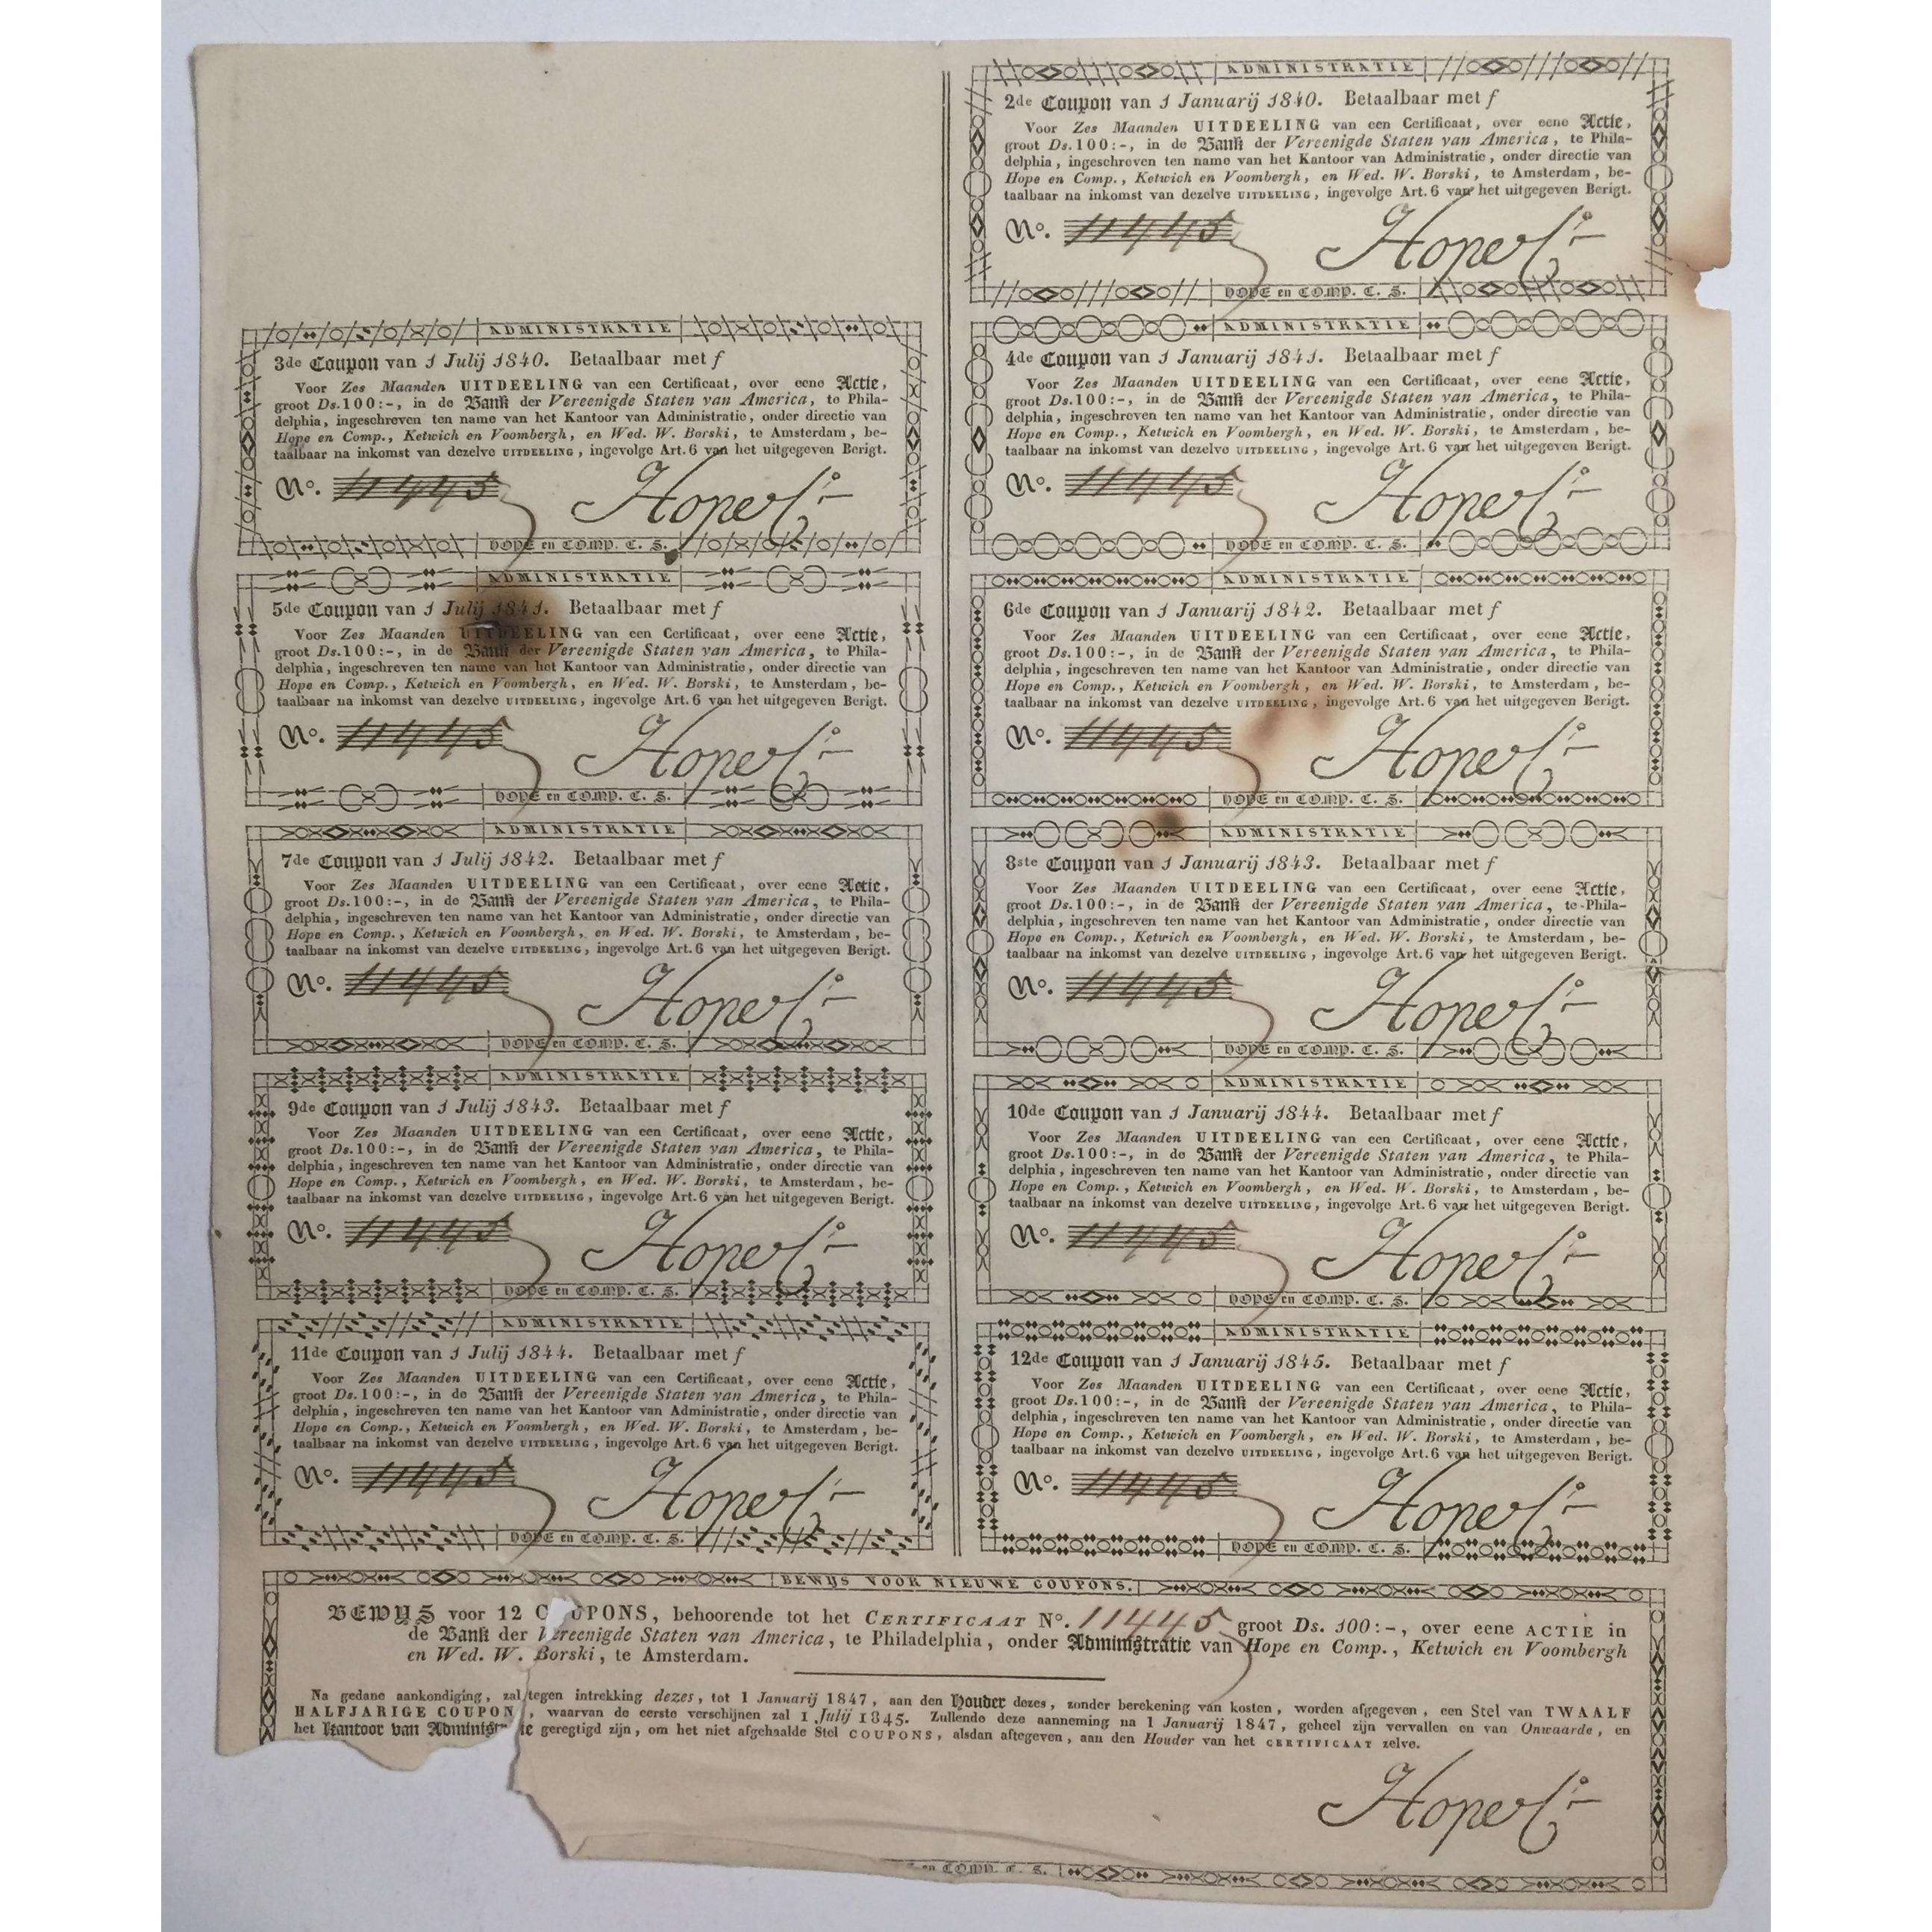 ADMINISTRATIE
2de Coupon van 1 Januarij 1840. Betaalbaar met f
Voor Zes Maanden UITDEELING van een Certificaat, over eene Actie,
groot Ds. 100:-, in de Bank der Vereenigde Staten van America, te Phila-
delphia, ingeschreven ten name van het Kantoor van Administratie, onder directie van
Hope en Comp., Ketwich en Voombergh, en Wed. W. Borski, te Amsterdam, be-
taalbaar na inkomst van dezelve UITDEELING, ingevolge Art. 6 van het uitgegeven Berigt.
No. 11445 Hope & Co
HOPE en COMP. C. S.
ADMINISTRATIE
3de Coupon van 1 Julij 1840. Betaalbaar met f
Voor Zes Maanden UITDEELING van een Certificaat, over eene Actie,
groot Ds. 100:-, in de Bank der Vereenigde Staten van America, te Phila-
delphia, ingeschreven ten name van het Kantoor van Administratie, onder directie van
Hope en Comp., Ketwich en Voombergh, en Wed. W. Borski, te Amsterdam, be-
taalbaar na inkomst van dezelve UITDEELING, ingevolge Art. 6 van het uitgegeven Berigt.
No. 11445 Hope & Co
HOPE en COMP. C. S.
ADMINISTRATIE
4de Coupon van 1 Januarij 1841. Betaalbaar met f
Voor Zes Maanden UITDEELING van een Certificaat, over eene Actie,
groot Ds. 100:-, in de Bank der Vereenigde Staten van America, te Phila-
delphia, ingeschreven ten name van het Kantoor van Administratie, onder directie van
Hope en Comp., Ketwich en Voombergh, en Wed. W. Borski, te Amsterdam, be-
taalbaar na inkomst van dezelve UITDEELING, ingevolge Art. 6 van het uitgegeven Berigt.
No. 11445 Hope & Co
HOPE en COMP. C. S.
ADMINISTRATIE
5de Coupon van 1 Julij 1841. Betaalbaar met f
Voor Zes Maanden UITDEELING van een Certificaat, over eene Actie,
groot Ds. 100:-, in de Bank der Vereenigde Staten van America, te Phila-
delphia, ingeschreven ten name van het Kantoor van Administratie, onder directie van
Hope en Comp., Ketwich en Voombergh, en Wed. W. Borski, te Amsterdam, be-
taalbaar na inkomst van dezelve UITDEELING, ingevolge Art. 6 van het uitgegeven Berigt.
No. 11445 Hope & Co
HOPE en COMP. C. S.
ADMINISTRATIE
6de Coupon van 1 Januarij 1842. Betaalbaar met f
Voor Zes Maanden UITDEELING van een Certificaat, over eene Actie,
groot Ds. 100:-, in de Bank der Vereenigde Staten van America, te Phila-
delphia, ingeschreven ten name van het Kantoor van Administratie, onder directie van
Hope en Comp., Ketwich en Voombergh, en Wed. W. Borski, te Amsterdam, be-
taalbaar na inkomst van dezelve UITDEELING, ingevolge Art. 6 van het uitgegeven Berigt.
No. 11445 Hope & Co
HOPE en COMP. C. S.
ADMINISTRATIE
7de Coupon van 1 Julij 1842. Betaalbaar met f
Voor Zes Maanden UITDEELING van een Certificaat, over eene Actie,
groot Ds. 100:-, in de Bank der Vereenigde Staten van America, te Phila-
delphia, ingeschreven ten name van het Kantoor van Administratie, onder directie van
Hope en Comp., Ketwich en Voombergh, en Wed. W. Borski, te Amsterdam, be-
taalbaar na inkomst van dezelve UITDEELING, ingevolge Art. 6 van het uitgegeven Berigt.
No. 11445 Hope & Co
HOPE en COMP. C. S.
ADMINISTRATIE
8ste Coupon van 1 Januarij 1843. Betaalbaar met f
Voor Zes Maanden UITDEELING van een Certificaat, over eene Actie,
groot Ds. 100:-, in de Bank der Vereenigde Staten van America, te Phila-
delphia, ingeschreven ten name van het Kantoor van Administratie, onder directie van
Hope en Comp., Ketwich en Voombergh, en Wed. W. Borski, te Amsterdam, be-
taalbaar na inkomst van dezelve UITDEELING, ingevolge Art. 6 van het uitgegeven Berigt.
No. 11445 Hope & Co
HOPE en COMP. C. S.
ADMINISTRATIE
9de Coupon van 1 Julij 1843. Betaalbaar met f
Voor Zes Maanden UITDEELING van een Certificaat, over eene Actie,
groot Ds. 100:-, in de Bank der Vereenigde Staten van America, te Phila-
delphia, ingeschreven ten name van het Kantoor van Administratie, onder directie van
Hope en Comp., Ketwich en Voombergh, en Wed. W. Borski, te Amsterdam, be-
taalbaar na inkomst van dezelve UITDEELING, ingevolge Art. 6 van het uitgegeven Berigt.
No. 11445 Hope & Co
HOPE en COMP. C. S.
ADMINISTRATIE
10de Coupon van 1 Januarij 1844. Betaalbaar met f
Voor Zes Maanden UITDEELING van een Certificaat, over eene Actie,
groot Ds. 100:-, in de Bank der Vereenigde Staten van America, te Phila-
delphia, ingeschreven ten name van het Kantoor van Administratie, onder directie van
Hope en Comp., Ketwich en Voombergh, en Wed. W. Borski, te Amsterdam, be-
taalbaar na inkomst van dezelve UITDEELING, ingevolge Art. 6 van het uitgegeven Berigt.
No. 11445 Hope & Co
HOPE en COMP. C. S.
ADMINISTRATIE
11de Coupon van 1 Julij 1844. Betaalbaar met f
Voor Zes Maanden UITDEELING van een Certificaat, over eene Actie,
groot Ds. 100:-, in de Bank der Vereenigde Staten van America, te Phila-
delphia, ingeschreven ten name van het Kantoor van Administratie, onder directie van
Hope en Comp., Ketwich en Voombergh, en Wed. W. Borski, te Amsterdam, be-
taalbaar na inkomst van dezelve UITDEELING, ingevolge Art. 6 van het uitgegeven Berigt.
No. 11445 Hope & Co
HOPE en COMP. C. S.
ADMINISTRATIE
12de Coupon van 1 Januarij 1845. Betaalbaar met f
Voor Zes Maanden UITDEELING van een Certificaat, over eene Actie,
groot Ds. 100:-, in de Bank der Vereenigde Staten van America, te Phila-
delphia, ingeschreven ten name van het Kantoor van Administratie, onder directie van
Hope en Comp., Ketwich en Voombergh, en Wed. W. Borski, te Amsterdam, be-
taalbaar na inkomst van dezelve UITDEELING, ingevolge Art. 6 van het uitgegeven Berigt.
No. 11445 Hope & Co
HOPE en COMP. C. S.
BEWIJS VOOR NIEUWE COUPONS.
BEWIJS voor 12 COUPONS, behoorende tot het CERTIFICAAT No. 11445 groot Ds. 100:-, over eene ACTIE in
de Bank der Vereenigde Staten van America, te Philadelphia, onder Administratie van Hope en Comp., Ketwich en Voombergh
en Wed. W. Borski, te Amsterdam.
Na gedane aankondiging, zal tegen intrekking dezes, tot 1 Januarij 1847, aan den Houder dezes, zonder berekening van kosten, worden afgegeven, een Stel van TWAALF
HALFJARIGE COUPON, waarvan de eerste verschijnen zal 1 Julij 1845. Zullende deze aanneming na 1 Januarij 1847, geheel zijn vervallen en van Onwaarde, en
het Kantoor van Administratie geregtigd zijn, om het niet afgehaalde Stel COUPONS, alsdan aftegeven, aan den Houder van het CERTIFICAAT zelve.
Hope & Co
en COMP. C. S.